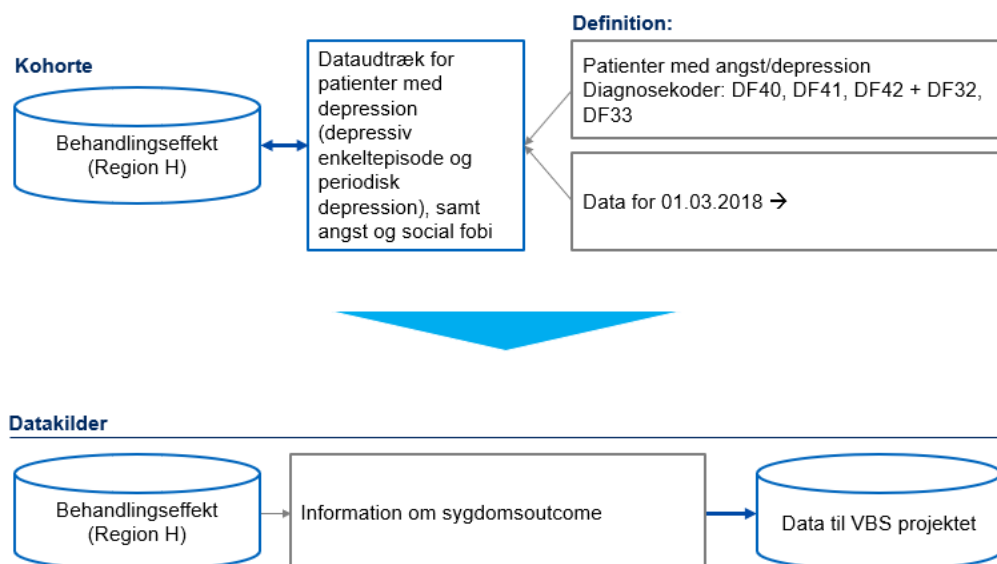 Kohorte
Behandlingseffekt
(Region H)
Dataudtræk for
patienter med
depression
(depressiv
enkeltepisode og
periodisk
depression), samt
angst og social fobi
Definition:
Patienter med angst/depression
Diagnosekoder: DF40, DF41, DF42 + DF32,
DF33
Data for 01.03.2018 →
Datakilder
Behandlingseffekt
(Region H)
Information om sygdomsoutcome
Data til VBS projektet